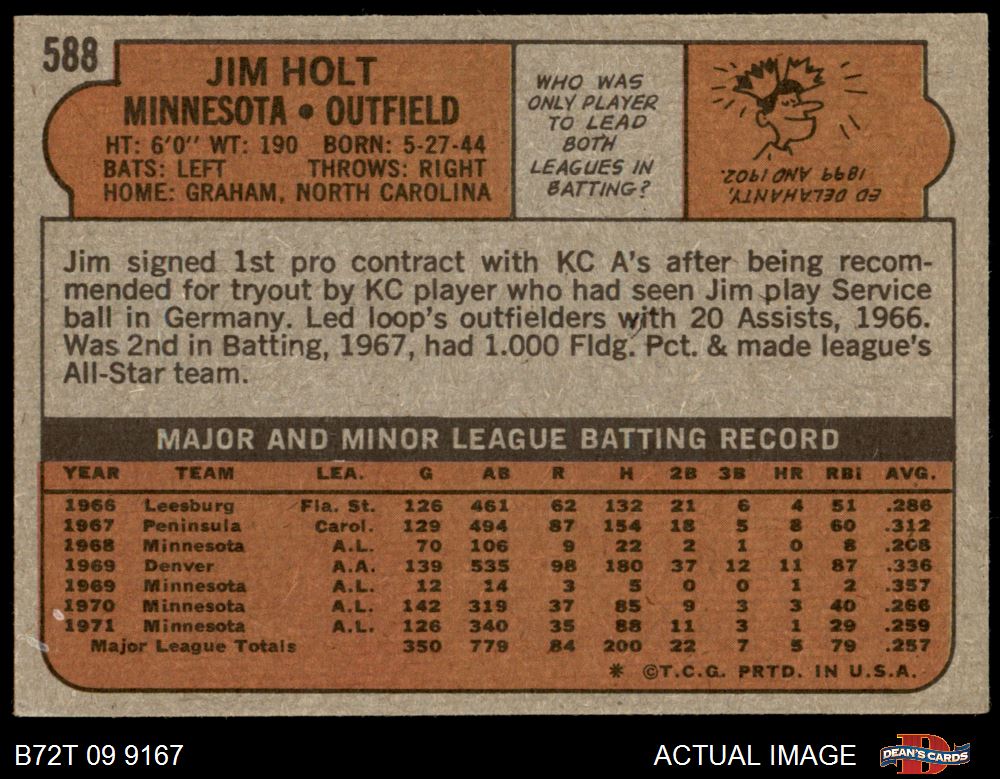 588
JIM HOLT
MINNESOTA • OUTFIELD
HT: 6'0" WT: 190 BORN: 5-27-44
BATS: LEFT THROWS: RIGHT
HOME: GRAHAM, NORTH CAROLINA
WHO WAS
ONLY PLAYER
TO LEAD
BOTH
LEAGUES IN
BATTING?
ED DELAHANTY,
1899 AND 1902.
Jim signed 1st pro contract with KC A's after being recom-
mended for tryout by KC player who had seen Jim play Service
ball in Germany. Led loop's outfielders with 20 Assists, 1966.
Was 2nd in Batting, 1967, had 1.000 Fldg. Pct. & made league's
All-Star team.
MAJOR AND MINOR LEAGUE BATTING RECORD
YEAR TEAM LEA. G AB R H 2B 3B HR RBI AVG.
1966 Leesburg Fla. St. 126 461 62 132 21 6 4 51 .286
1967 Peninsula Carol. 129 494 87 154 18 5 8 60 .312
1968 Minnesota A.L. 70 106 9 22 2 1 0 8 .208
1969 Denver A.A. 139 535 98 180 37 12 11 87 .336
1969 Minnesota A.L. 12 14 3 5 0 0 1 2 .357
1970 Minnesota A.L. 142 319 37 85 9 3 3 40 .266
1971 Minnesota A.L. 126 340 35 88 11 3 1 29 .259
Major League Totals 350 779 84 200 22 7 5 79 .257
* ©T.C.G. PRTD. IN U.S.A.
B72T 09 9167
ACTUAL IMAGE
DEAN'S CARDS